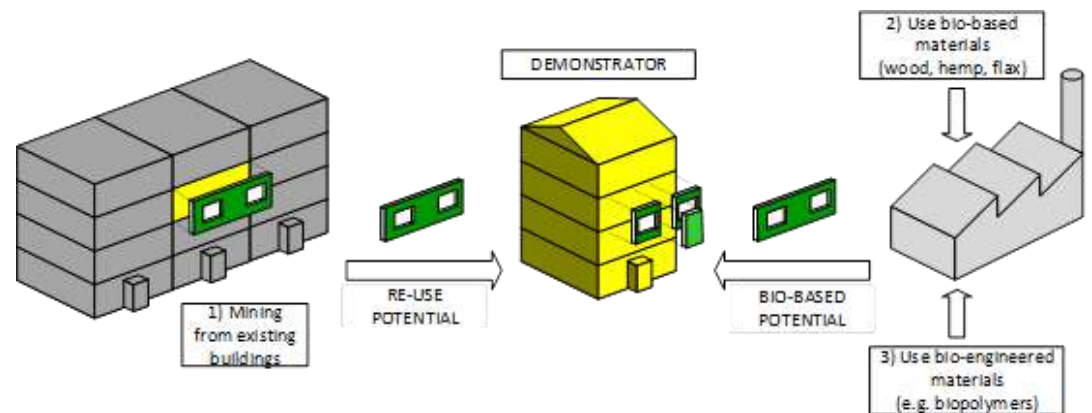 2) Use bio-based
materials
(wood, hemp, flax)
DEMONSTRATOR
RE-USE
POTENTIAL
BIO-BASED
POTENTIAL
1) Mining
from existing
buildings
3) Use bio-engineered
materials
(e.g. biopolymers)